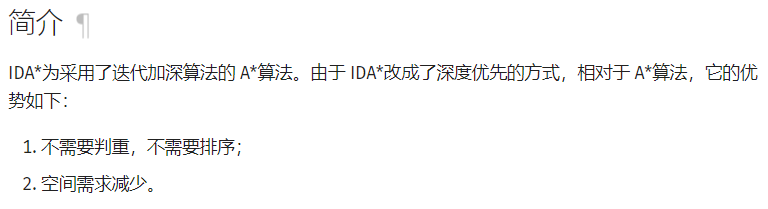 简介 ¶
IDA*为采用了迭代加深算法的 A*算法。由于 IDA*改成了深度优先的方式，相对于 A*算法，它的优
势如下：
1. 不需要判重，不需要排序；
2. 空间需求减少。